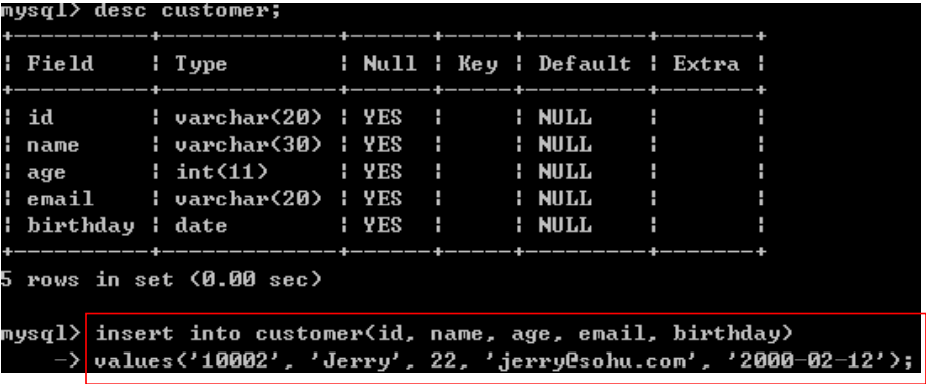 mysql> desc customer;
+----------+-------------+------+-----+---------+-------+
| Field    | Type        | Null | Key | Default | Extra |
+----------+-------------+------+-----+---------+-------+
| id       | varchar(20) | YES  |     | NULL    |       |
| name     | varchar(30) | YES  |     | NULL    |       |
| age      | int(11)     | YES  |     | NULL    |       |
| email    | varchar(20) | YES  |     | NULL    |       |
| birthday | date        | YES  |     | NULL    |       |
+----------+-------------+------+-----+---------+-------+
5 rows in set (0.00 sec)
mysql> insert into customer(id, name, age, email, birthday)
    -> values('10002', 'Jerry', 22, 'jerry@sohu.com', '2000-02-12');